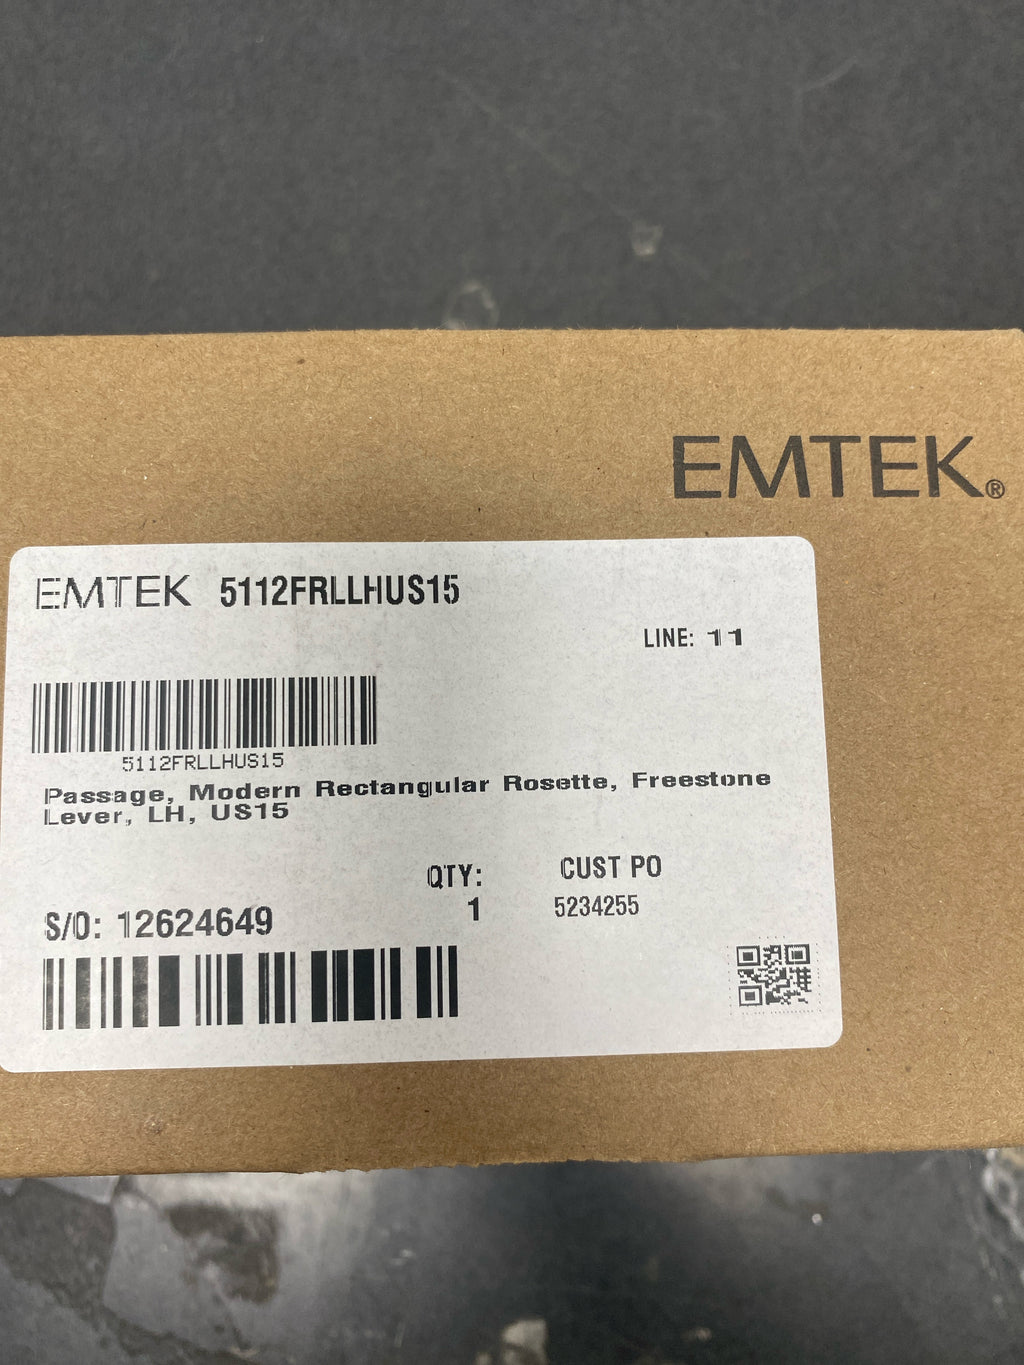 EMTEK®
EMTEK 5112FRLLHUS15
LINE: 11
5112FRLLHUS15
Passage, Modern Rectangular Rosette, Freestone
Lever, LH, US15
QTY: CUST PO
S/O: 12624649 1 5234255